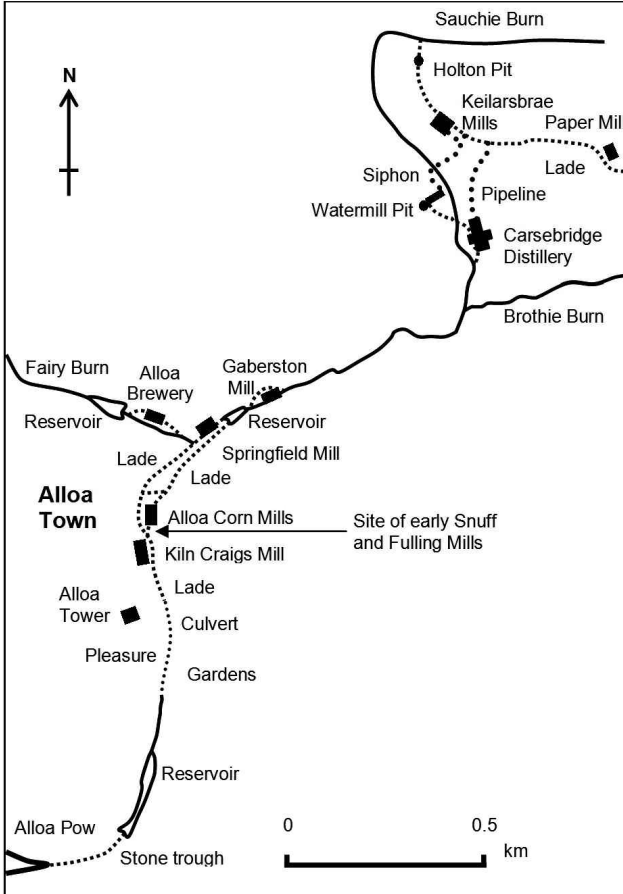 Sauchie Burn
N
Holton Pit
Keilarsbrae
Mills
Paper Mill
Lade
Siphon
Pipeline
Watermill Pit
Carsebridge
Distillery
Brothie Burn
Fairy Burn
Alloa
Brewery
Gaberston
Mill
Reservoir
Reservoir
Springfield Mill
Lade
Lade
Alloa
Town
Alloa Corn Mills
Site of early Snuff
and Fulling Mills
Kiln Craigs Mill
Lade
Alloa
Tower
Culvert
Pleasure
Gardens
Reservoir
Alloa Pow
Stone trough
0
0.5
km